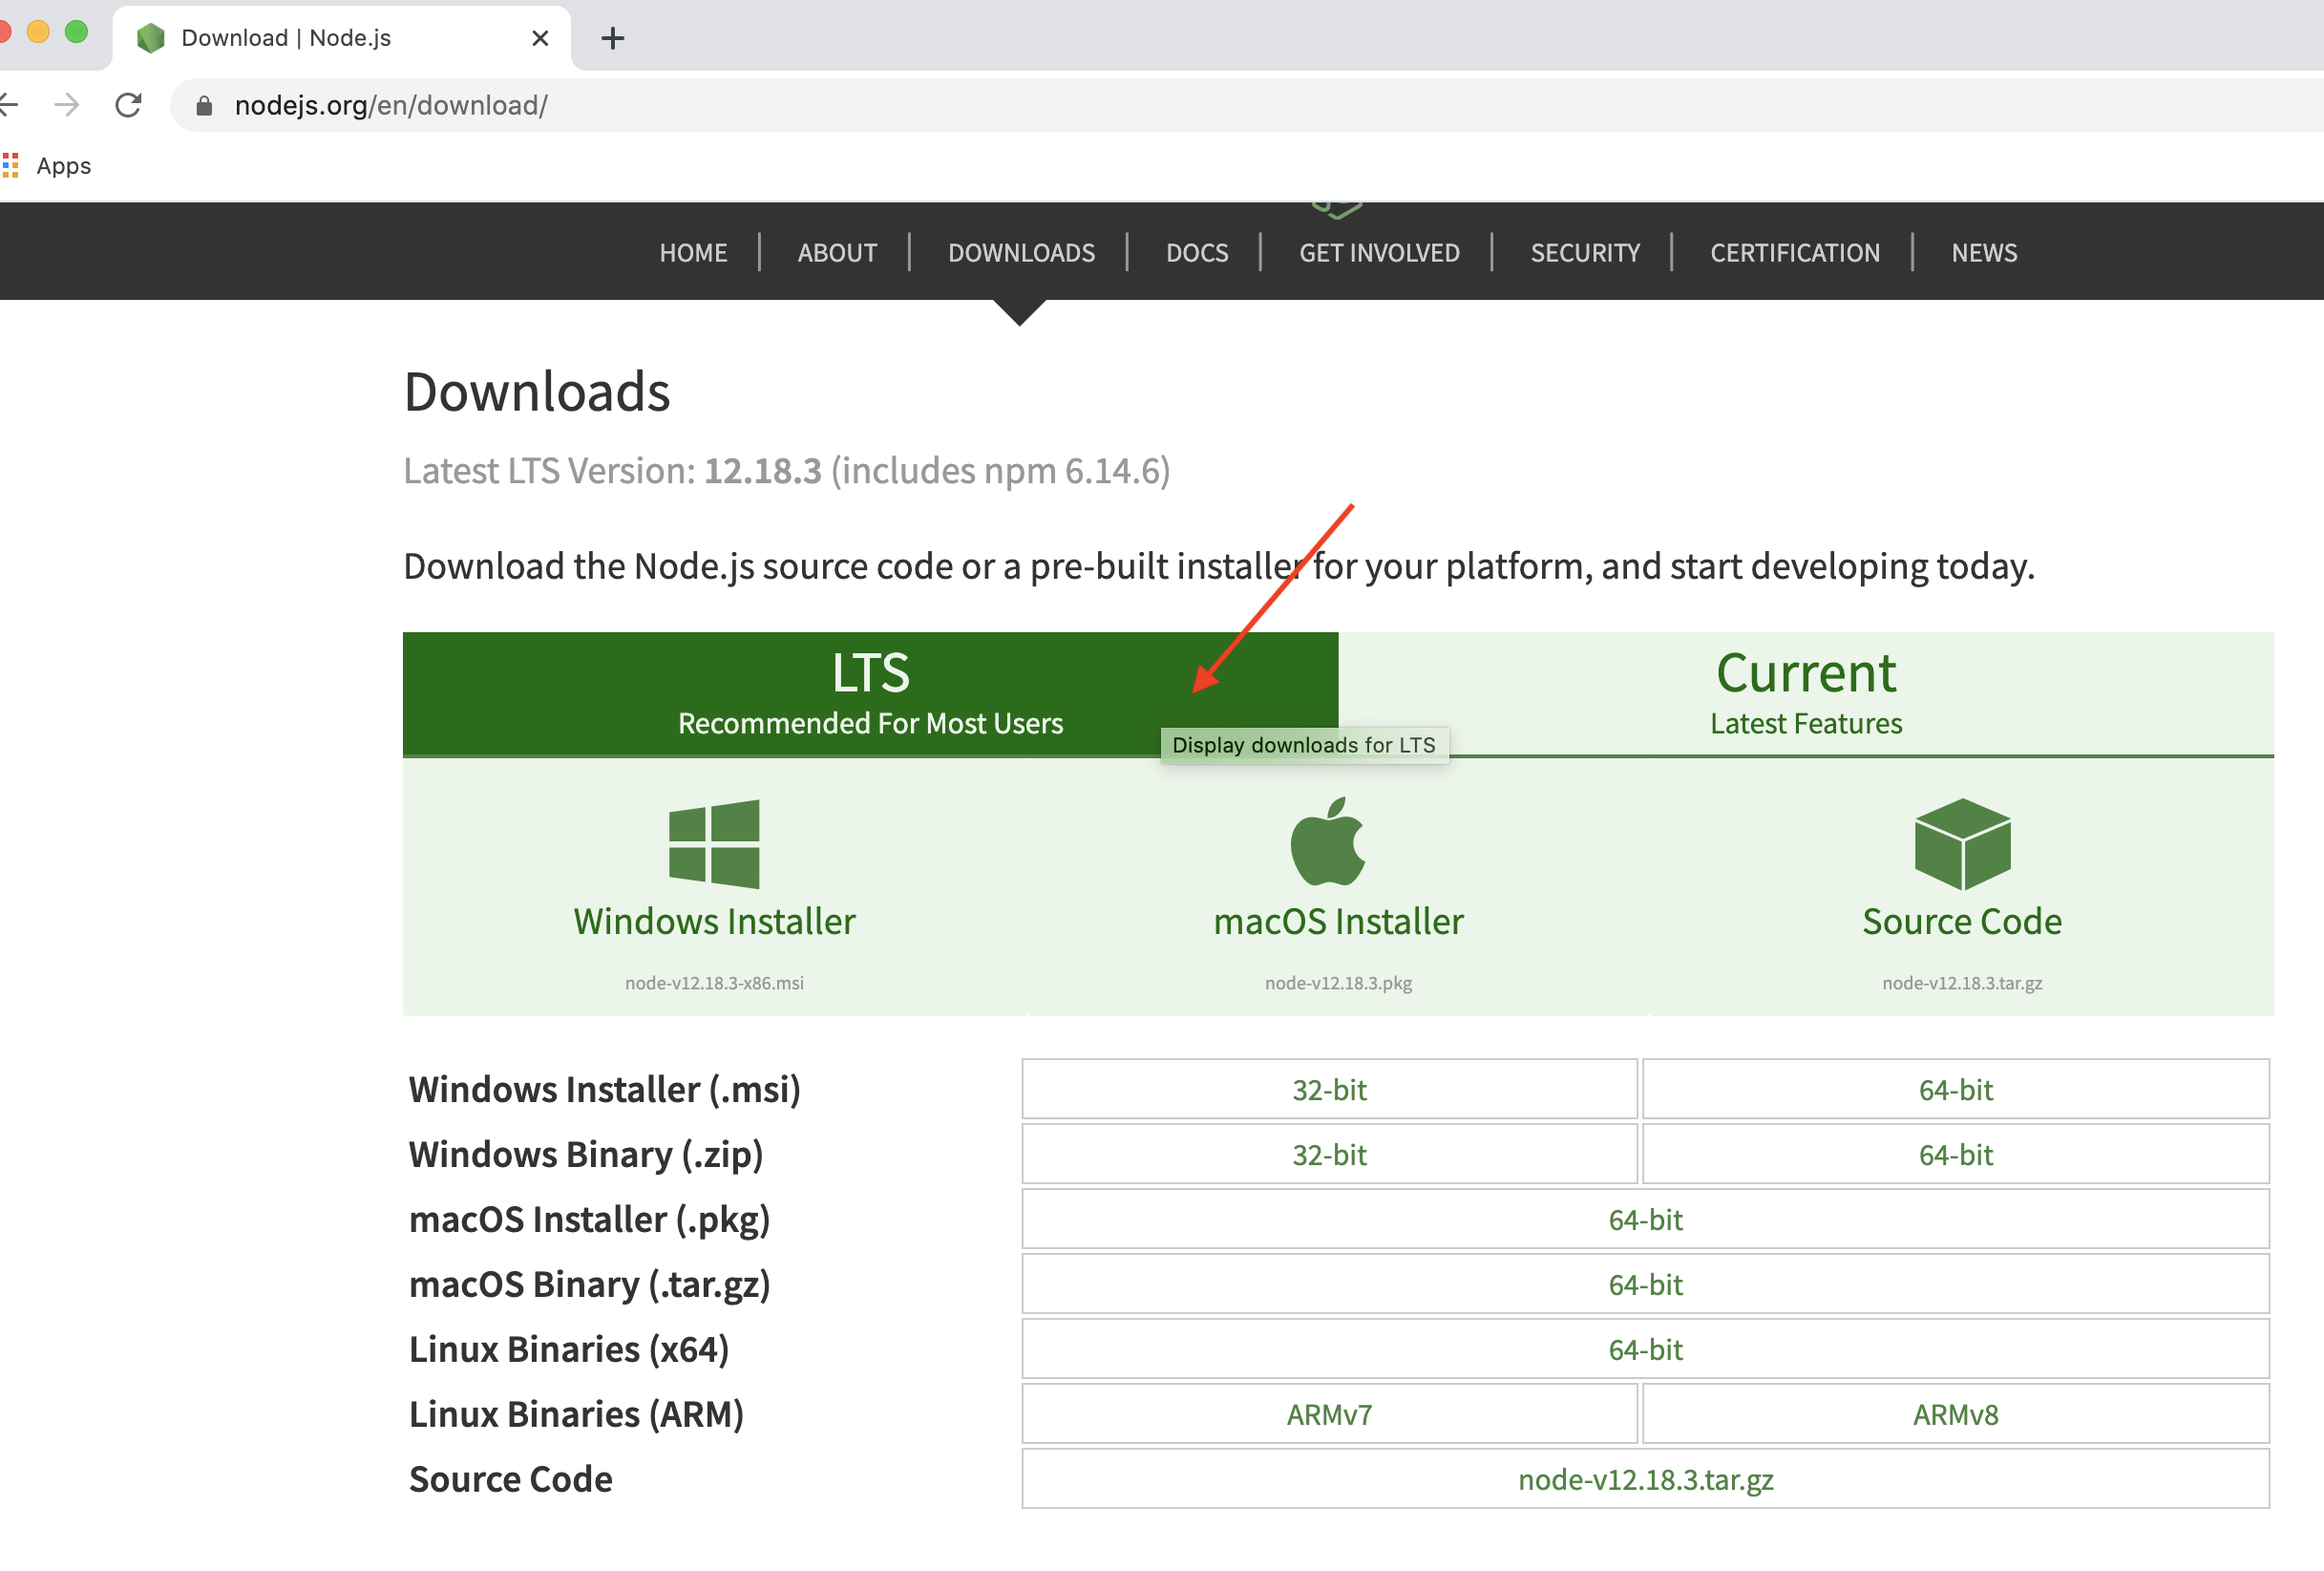 Download | Node.js
nodejs.org/en/download/
Apps
HOME | ABOUT | DOWNLOADS | DOCS | GET INVOLVED | SECURITY | CERTIFICATION | NEWS
Downloads
Latest LTS Version: 12.18.3 (includes npm 6.14.6)
Download the Node.js source code or a pre-built installer for your platform, and start developing today.
LTS
Recommended For Most Users
Current
Latest Features
Display downloads for LTS
Windows Installer
node-v12.18.3-x86.msi
macOS Installer
node-v12.18.3.pkg
Source Code
node-v12.18.3.tar.gz
Windows Installer (.msi) 32-bit 64-bit
Windows Binary (.zip) 32-bit 64-bit
macOS Installer (.pkg) 64-bit
macOS Binary (.tar.gz) 64-bit
Linux Binaries (x64) 64-bit
Linux Binaries (ARM) ARMv7 ARMv8
Source Code node-v12.18.3.tar.gz